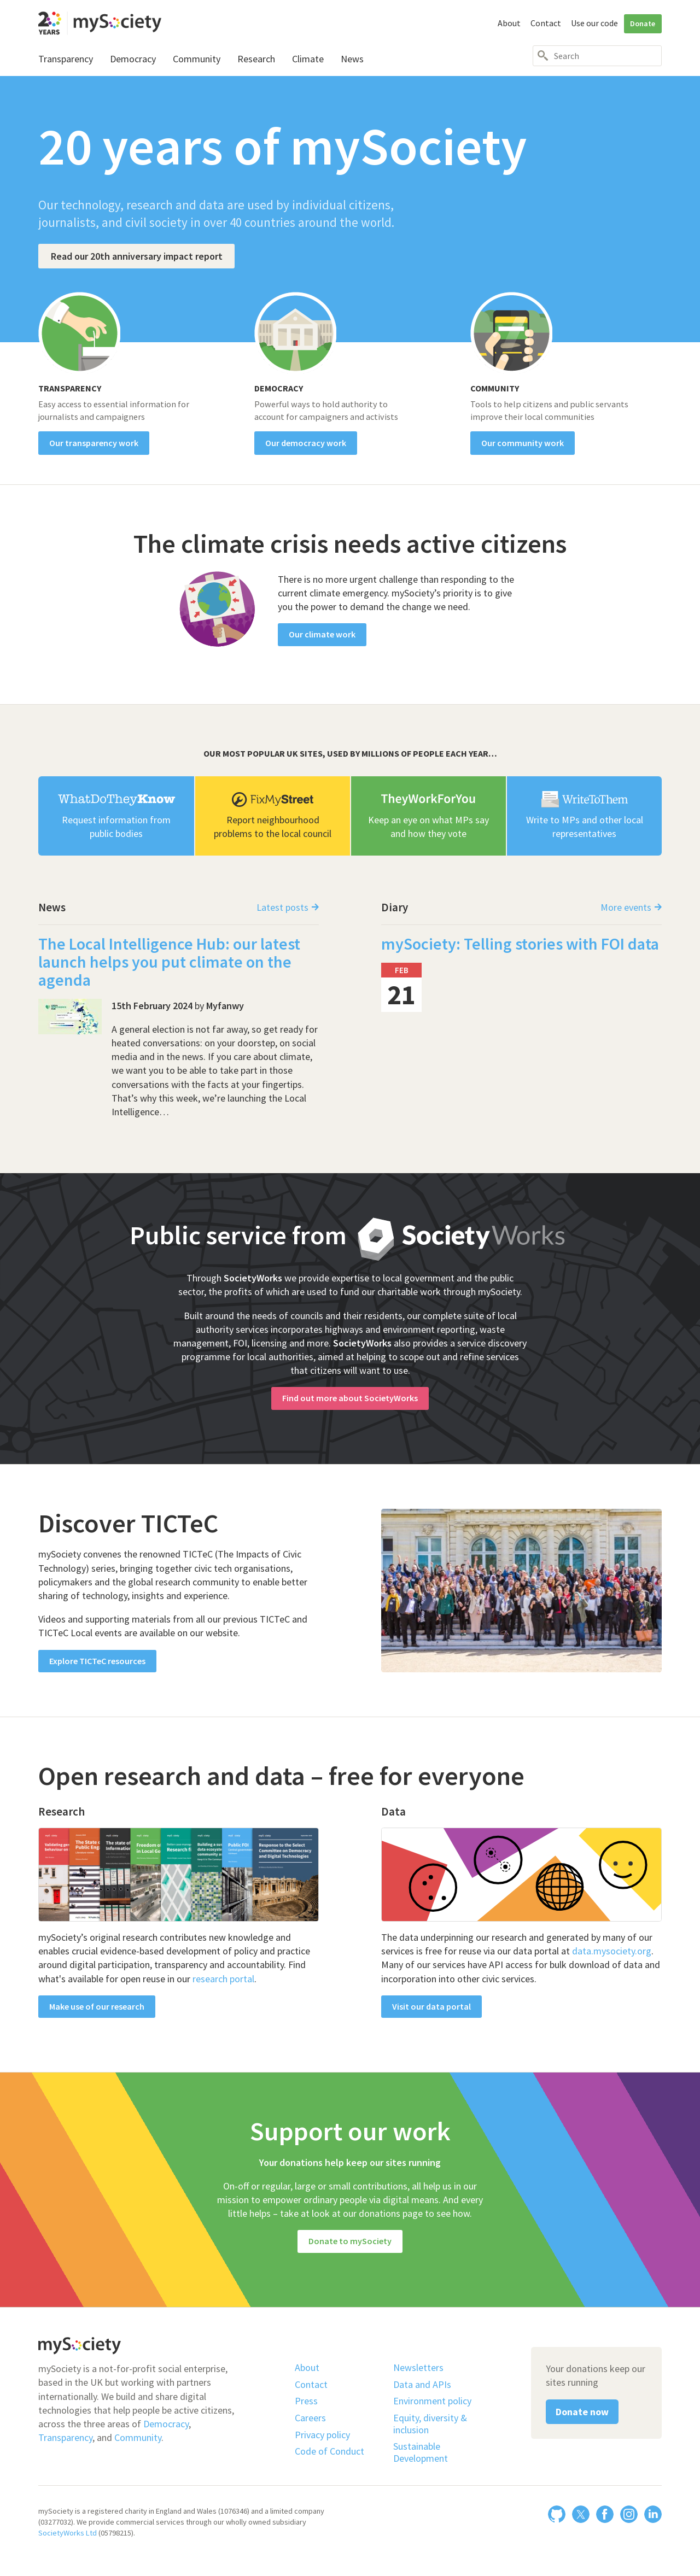 20 YEARS mySociety
About Contact Use our code Donate
Transparency Democracy Community Research Climate News
Search
20 years of mySociety
Our technology, research and data are used by individual citizens,
journalists, and civil society in over 40 countries around the world.
Read our 20th anniversary impact report
TRANSPARENCY
Easy access to essential information for
journalists and campaigners
Our transparency work
DEMOCRACY
Powerful ways to hold authority to
account for campaigners and activists
Our democracy work
COMMUNITY
Tools to help citizens and public servants
improve their local communities
Our community work
The climate crisis needs active citizens
There is no more urgent challenge than responding to the
current climate emergency. mySociety’s priority is to give
you the power to demand the change we need.
Our climate work
OUR MOST POPULAR UK SITES, USED BY MILLIONS OF PEOPLE EACH YEAR…
WhatDoTheyKnow
Request information from
public bodies
FixMyStreet
Report neighbourhood
problems to the local council
TheyWorkForYou
Keep an eye on what MPs say
and how they vote
WriteToThem
Write to MPs and other local
representatives
News
Latest posts →
The Local Intelligence Hub: our latest
launch helps you put climate on the
agenda
15th February 2024 by Myfanwy
A general election is not far away, so get ready for
heated conversations: on your doorstep, on social
media and in the news. If you care about climate,
we want you to be able to take part in those
conversations with the facts at your fingertips.
That’s why this week, we’re launching the Local
Intelligence…
Diary
More events →
mySociety: Telling stories with FOI data
FEB
21
Public service from SocietyWorks
Through SocietyWorks we provide expertise to local government and the public
sector, the profits of which are used to fund our charitable work through mySociety.
Built around the needs of councils and their residents, our complete suite of local
authority services incorporates highways and environment reporting, waste
management, FOI, licensing and more. SocietyWorks also provides a service discovery
programme for local authorities, aimed at helping to scope out and refine services
that citizens will want to use.
Find out more about SocietyWorks
Discover TICTeC
mySociety convenes the renowned TICTeC (The Impacts of Civic
Technology) series, bringing together civic tech organisations,
policymakers and the global research community to enable better
sharing of technology, insights and experience.
Videos and supporting materials from all our previous TICTeC and
TICTeC Local events are available on our website.
Explore TICTeC resources
Open research and data – free for everyone
Research
Response to the Select
Committee on Democracy
and Digital Technologies
mySociety’s original research contributes new knowledge and
enables crucial evidence-based development of policy and practice
around digital participation, transparency and accountability. Find
what's available for open reuse in our research portal.
Make use of our research
Data
The data underpinning our research and generated by many of our
services is free for reuse via our data portal at data.mysociety.org.
Many of our services have API access for bulk download of data and
incorporation into other civic services.
Visit our data portal
Support our work
Your donations help keep our sites running
On-off or regular, large or small contributions, all help us in our
mission to empower ordinary people via digital means. And every
little helps – take at look at our donations page to see how.
Donate to mySociety
mySociety
mySociety is a not-for-profit social enterprise,
based in the UK but working with partners
internationally. We build and share digital
technologies that help people be active citizens,
across the three areas of Democracy,
Transparency, and Community.
About
Contact
Press
Careers
Privacy policy
Code of Conduct
Newsletters
Data and APIs
Environment policy
Equity, diversity &
inclusion
Sustainable
Development
Your donations keep our
sites running
Donate now
mySociety is a registered charity in England and Wales (1076346) and a limited company
(03277032). We provide commercial services through our wholly owned subsidiary
SocietyWorks Ltd (05798215).